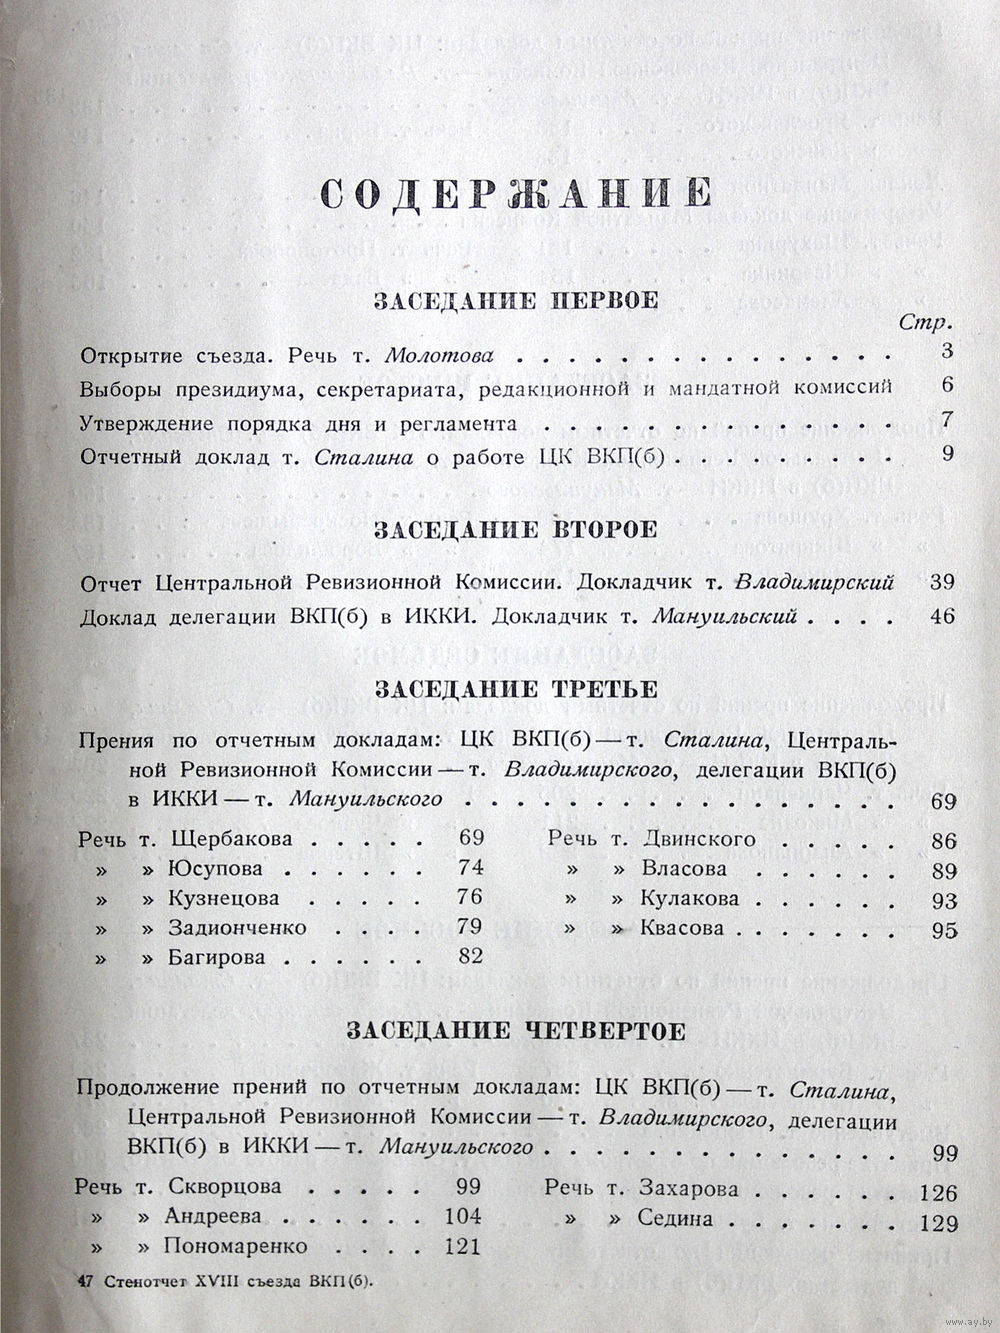 СОДЕРЖАНИЕ
ЗАСЕДАНИЕ ПЕРВОЕ
Стр.
Открытие съезда. Речь т. Молотова . . . . . . . . . . . . . . . 3
Выборы президиума, секретариата, редакционной и мандатной комиссий 6
Утверждение порядка дня и регламента . . . . . . . . . . . . . 7
Отчетный доклад т. Сталина о работе ЦК ВКП(б) . . . . . . . . 9
ЗАСЕДАНИЕ ВТОРОЕ
Отчет Центральной Ревизионной Комиссии. Докладчик т. Владимирский 39
Доклад делегации ВКП(б) в ИККИ. Докладчик т. Мануильский . . . . 46
ЗАСЕДАНИЕ ТРЕТЬЕ
Прения по отчетным докладам: ЦК ВКП(б) — т. Сталина, Централь-
ной Ревизионной Комиссии — т. Владимирского, делегации ВКП(б)
в ИККИ — т. Мануильского . . . . . . . . . . . . . . . . 69
Речь т. Щербакова . . . . . 69 Речь т. Двинского . . . . . 86
» » Юсупова . . . . . . 74 » » Власова . . . . . . 89
» » Кузнецова . . . . . 76 » » Кулакова . . . . . . 93
» » Задионченко . . . . 79 » » Квасова . . . . . . . 95
» » Багирова . . . . . . 82
ЗАСЕДАНИЕ ЧЕТВЕРТОЕ
Продолжение прений по отчетным докладам: ЦК ВКП(б) — т. Сталина,
Центральной Ревизионной Комиссии — т. Владимирского, делегации
ВКП(б) в ИККИ — т. Мануильского . . . . . . . . . . . . . 99
Речь т. Скворцова . . . . . 99 Речь т. Захарова . . . . . . 126
» » Андреева . . . . . . 104 » » Седина . . . . . . . 129
» » Пономаренко . . . . 121
47 Стенотчет XVIII съезда ВКП(б).
www.ay.by